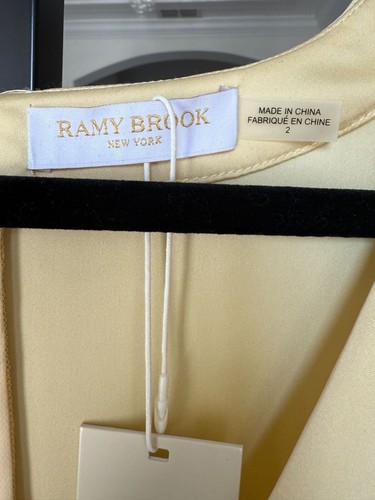 RAMY BROOK
NEW YORK
MADE IN CHINA
FABRIQUÉ EN CHINE
2